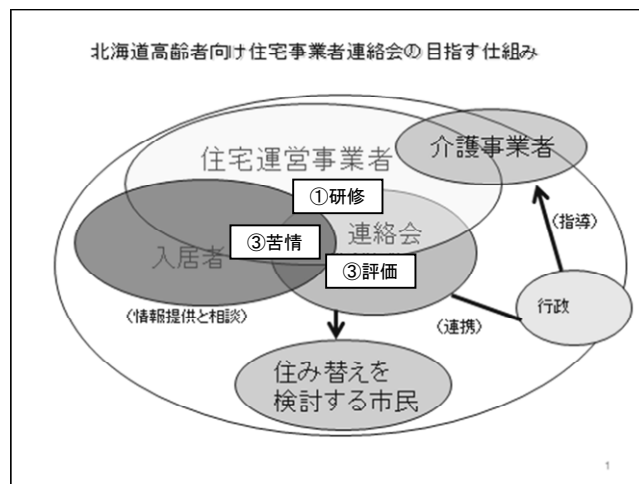 北海道高齢者向け住宅事業者連絡会の目指す仕組み
住宅運営事業者
介護事業者
①研修
連絡会
③苦情
入居者
③評価
〈指導〉
行政
〈情報提供と相談〉
〈連携〉
住み替えを
検討する市民
1